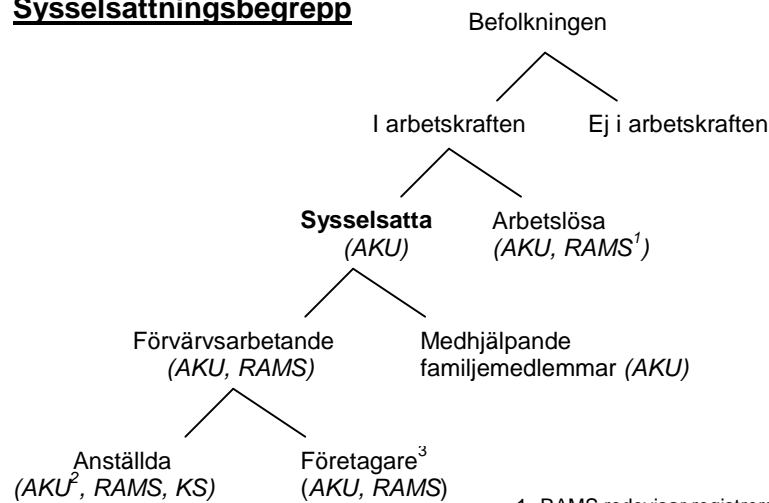 Sysselsättningsbegrepp
Befolkningen
I arbetskraften Ej i arbetskraften
Sysselsatta Arbetslösa
(AKU) (AKU, RAMS¹)
Förvärvsarbetande Medhjälpande
(AKU, RAMS) familjemedlemmar (AKU)
Anställda Företagare³
(AKU², RAMS, KS) (AKU, RAMS)
1. RAMS redovisar